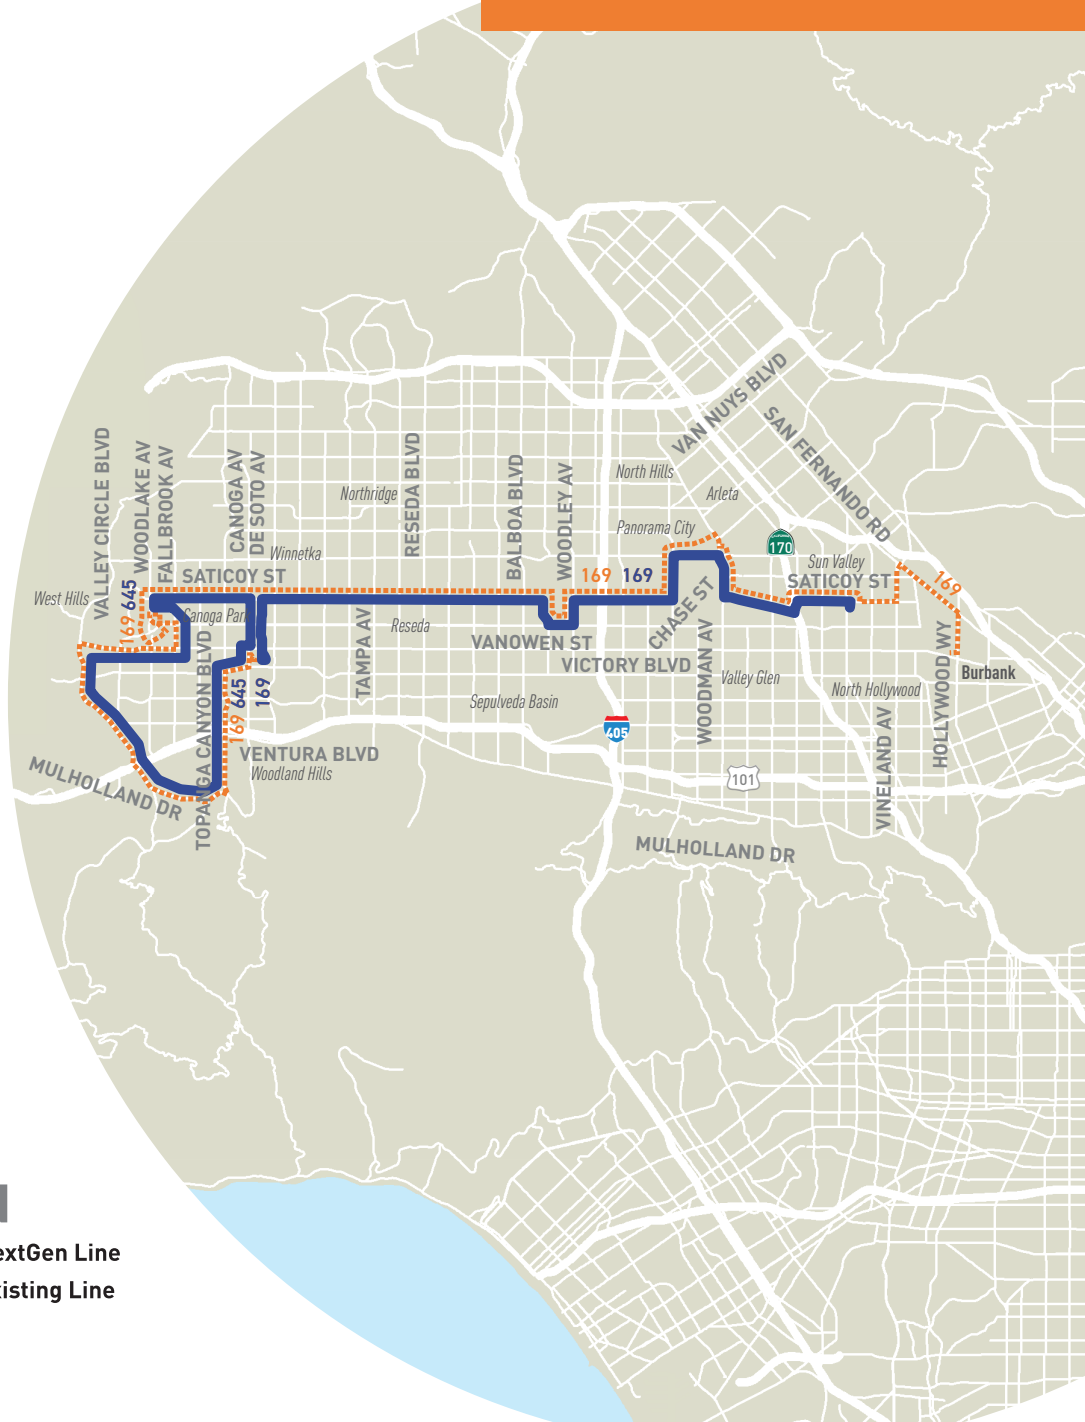 VAN NUYS BLVD
SAN FERNANDO RD
VALLEY CIRCLE BLVD
WOODLAKE AV
FALLBROOK AV
CANOGA AV
DE SOTO AV
RESEDA BLVD
BALBOA BLVD
WOODLEY AV
North Hills
Northridge
Arleta
Panorama City
CALIFORNIA
170
Winnetka
Sun Valley
SATICOY ST
169
169
SATICOY ST
169
West Hills
645
169
Canoga Park
CHASE ST
TAMPA AV
Reseda
VANOWEN ST
VICTORY BLVD
WOODMAN AV
HOLLYWOOD WY
Burbank
Valley Glen
North Hollywood
TOPANGA CANYON BLVD
169
645
169
Sepulveda Basin
405
VINELAND AV
VENTURA BLVD
Woodland Hills
101
MULHOLLAND DR
MULHOLLAND DR
extGen Line
xisting Line